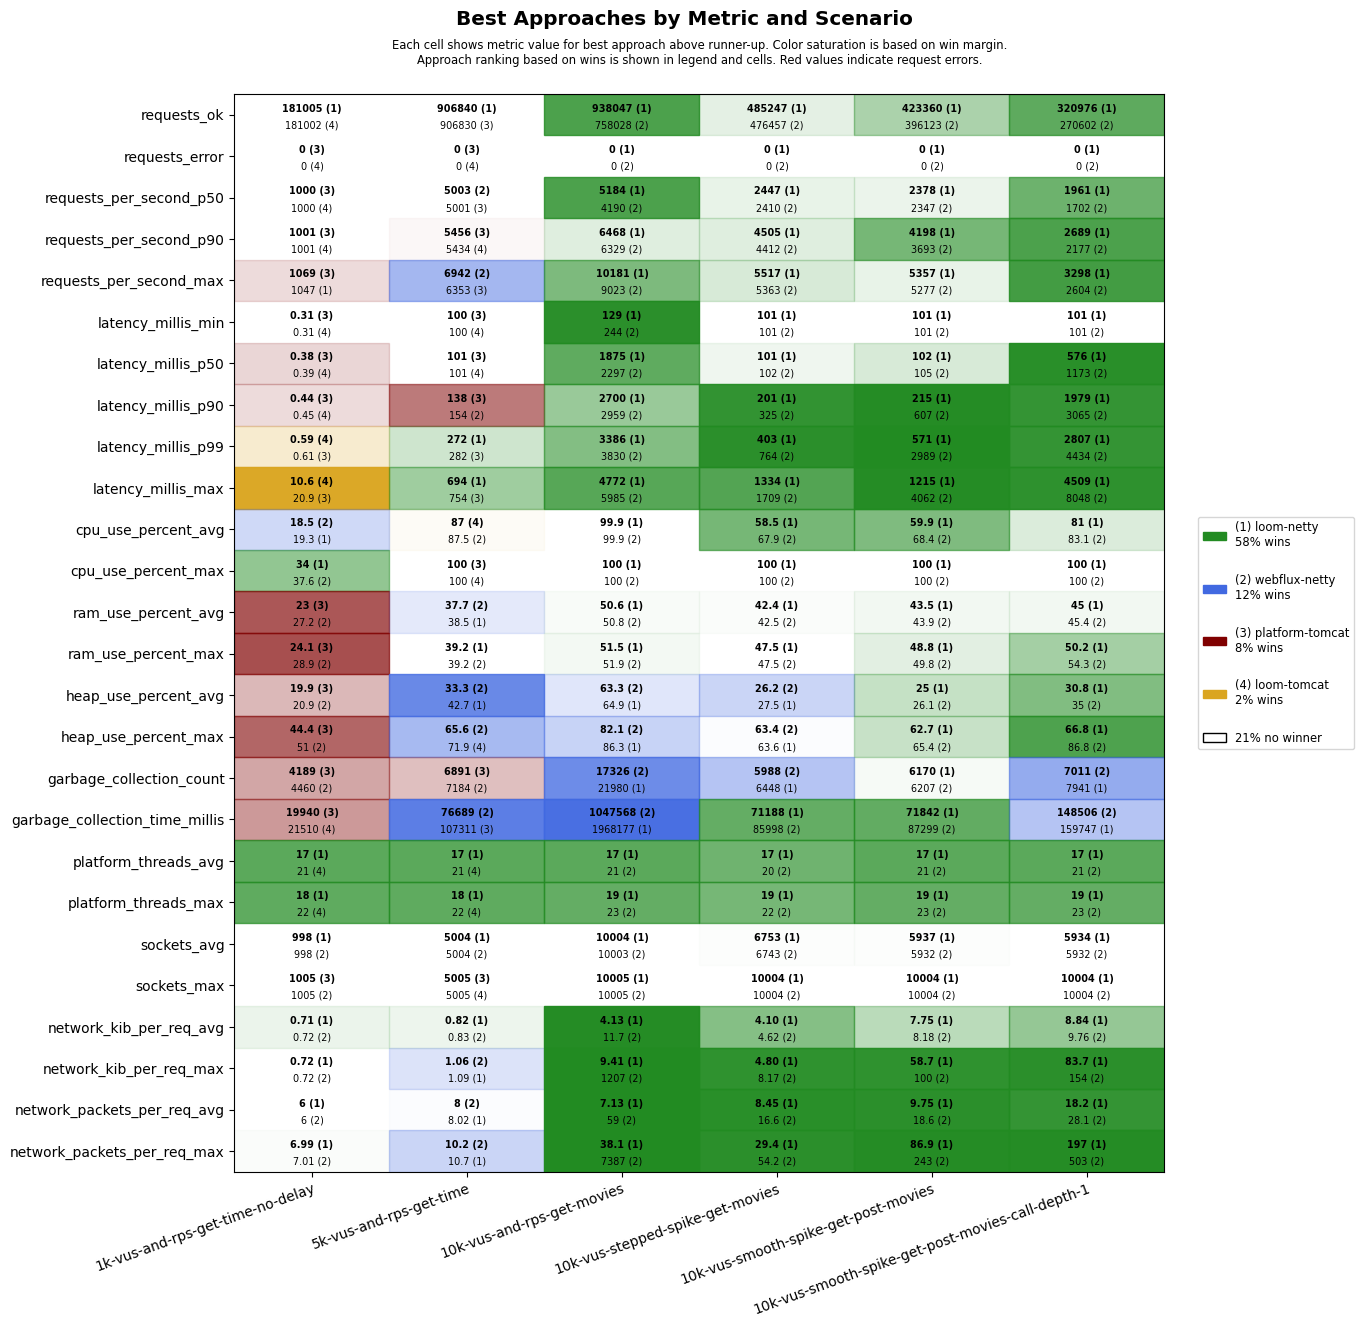 Best Approaches by Metric and Scenario
Each cell shows metric value for best approach above runner-up. Color saturation is based on win margin.
Approach ranking based on wins is shown in legend and cells. Red values indicate request errors.
requests_ok
181005 (1) 906840 (1) 938047 (1) 485247 (1) 423360 (1) 320976 (1)
181002 (4) 906830 (3) 758028 (2) 476457 (2) 396123 (2) 270602 (2)
requests_error
0 (3) 0 (3) 0 (1) 0 (1) 0 (1) 0 (1)
0 (4) 0 (4) 0 (2) 0 (2) 0 (2) 0 (2)
requests_per_second_p50
1000 (3) 5003 (2) 5184 (1) 2447 (1) 2378 (1) 1961 (1)
1000 (4) 5001 (3) 4190 (2) 2410 (2) 2347 (2) 1702 (2)
requests_per_second_p90
1001 (3) 5456 (3) 6468 (1) 4505 (1) 4198 (1) 2689 (1)
1001 (4) 5434 (4) 6329 (2) 4412 (2) 3693 (2) 2177 (2)
requests_per_second_max
1069 (3) 6942 (2) 10181 (1) 5517 (1) 5357 (1) 3298 (1)
1047 (1) 6353 (3) 9023 (2) 5363 (2) 5277 (2) 2604 (2)
latency_millis_min
0.31 (3) 100 (3) 129 (1) 101 (1) 101 (1) 101 (1)
0.31 (4) 100 (4) 244 (2) 101 (2) 101 (2) 101 (2)
latency_millis_p50
0.38 (3) 101 (3) 1875 (1) 101 (1) 102 (1) 576 (1)
0.39 (4) 101 (4) 2297 (2) 102 (2) 105 (2) 1173 (2)
latency_millis_p90
0.44 (3) 138 (3) 2700 (1) 201 (1) 215 (1) 1979 (1)
0.45 (4) 154 (2) 2959 (2) 325 (2) 607 (2) 3065 (2)
latency_millis_p99
0.59 (4) 272 (1) 3386 (1) 403 (1) 571 (1) 2807 (1)
0.61 (3) 282 (3) 3830 (2) 764 (2) 2989 (2) 4434 (2)
latency_millis_max
10.6 (4) 694 (1) 4772 (1) 1334 (1) 1215 (1) 4509 (1)
20.9 (3) 754 (3) 5985 (2) 1709 (2) 4062 (2) 8048 (2)
cpu_use_percent_avg
18.5 (2) 87 (4) 99.9 (1) 58.5 (1) 59.9 (1) 81 (1)
19.3 (1) 87.5 (2) 99.9 (2) 67.9 (2) 68.4 (2) 83.1 (2)
cpu_use_percent_max
34 (1) 100 (3) 100 (1) 100 (1) 100 (1) 100 (1)
37.6 (2) 100 (4) 100 (2) 100 (2) 100 (2) 100 (2)
ram_use_percent_avg
23 (3) 37.7 (2) 50.6 (1) 42.4 (1) 43.5 (1) 45 (1)
27.2 (2) 38.5 (1) 50.8 (2) 42.5 (2) 43.9 (2) 45.4 (2)
ram_use_percent_max
24.1 (3) 39.2 (1) 51.5 (1) 47.5 (1) 48.8 (1) 50.2 (1)
28.9 (2) 39.2 (2) 51.9 (2) 47.5 (2) 49.8 (2) 54.3 (2)
heap_use_percent_avg
19.9 (3) 33.3 (2) 63.3 (2) 26.2 (2) 25 (1) 30.8 (1)
20.9 (2) 42.7 (1) 64.9 (1) 27.5 (1) 26.1 (2) 35 (2)
heap_use_percent_max
44.4 (3) 65.6 (2) 82.1 (2) 63.4 (2) 62.7 (1) 66.8 (1)
51 (2) 71.9 (4) 86.3 (1) 63.6 (1) 65.4 (2) 86.8 (2)
garbage_collection_count
4189 (3) 6891 (3) 17326 (2) 5988 (2) 6170 (1) 7011 (2)
4460 (2) 7184 (2) 21980 (1) 6448 (1) 6207 (2) 7941 (1)
garbage_collection_time_millis
19940 (3) 76689 (2) 1047568 (2) 71188 (1) 71842 (1) 148506 (2)
21510 (4) 107311 (3) 1968177 (1) 85998 (2) 87299 (2) 159747 (1)
platform_threads_avg
17 (1) 17 (1) 17 (1) 17 (1) 17 (1) 17 (1)
21 (4) 21 (4) 21 (2) 20 (2) 21 (2) 21 (2)
platform_threads_max
18 (1) 18 (1) 19 (1) 19 (1) 19 (1) 19 (1)
22 (4) 22 (4) 23 (2) 22 (2) 23 (2) 23 (2)
sockets_avg
998 (1) 5004 (1) 10004 (1) 6753 (1) 5937 (1) 5934 (1)
998 (2) 5004 (2) 10003 (2) 6743 (2) 5932 (2) 5932 (2)
sockets_max
1005 (3) 5005 (3) 10005 (1) 10004 (1) 10004 (1) 10004 (1)
1005 (2) 5005 (4) 10005 (2) 10004 (2) 10004 (2) 10004 (2)
network_kib_per_req_avg
0.71 (1) 0.82 (1) 4.13 (1) 4.10 (1) 7.75 (1) 8.84 (1)
0.72 (2) 0.83 (2) 11.7 (2) 4.62 (2) 8.18 (2) 9.76 (2)
network_kib_per_req_max
0.72 (1) 1.06 (2) 9.41 (1) 4.80 (1) 58.7 (1) 83.7 (1)
0.72 (2) 1.09 (1) 1207 (2) 8.17 (2) 100 (2) 154 (2)
network_packets_per_req_avg
6 (1) 8 (2) 7.13 (1) 8.45 (1) 9.75 (1) 18.2 (1)
6 (2) 8.02 (1) 59 (2) 16.6 (2) 18.6 (2) 28.1 (2)
network_packets_per_req_max
6.99 (1) 10.2 (2) 38.1 (1) 29.4 (1) 86.9 (1) 197 (1)
7.01 (2) 10.7 (1) 7387 (2) 54.2 (2) 243 (2) 503 (2)
1k-vus-and-rps-get-time-no-delay
5k-vus-and-rps-get-time
10k-vus-and-rps-get-movies
10k-vus-stepped-spike-get-movies
10k-vus-smooth-spike-get-post-movies
10k-vus-smooth-spike-get-post-movies-call-depth-1
(1) loom-netty
58% wins
(2) webflux-netty
12% wins
(3) platform-tomcat
8% wins
(4) loom-tomcat
2% wins
21% no winner